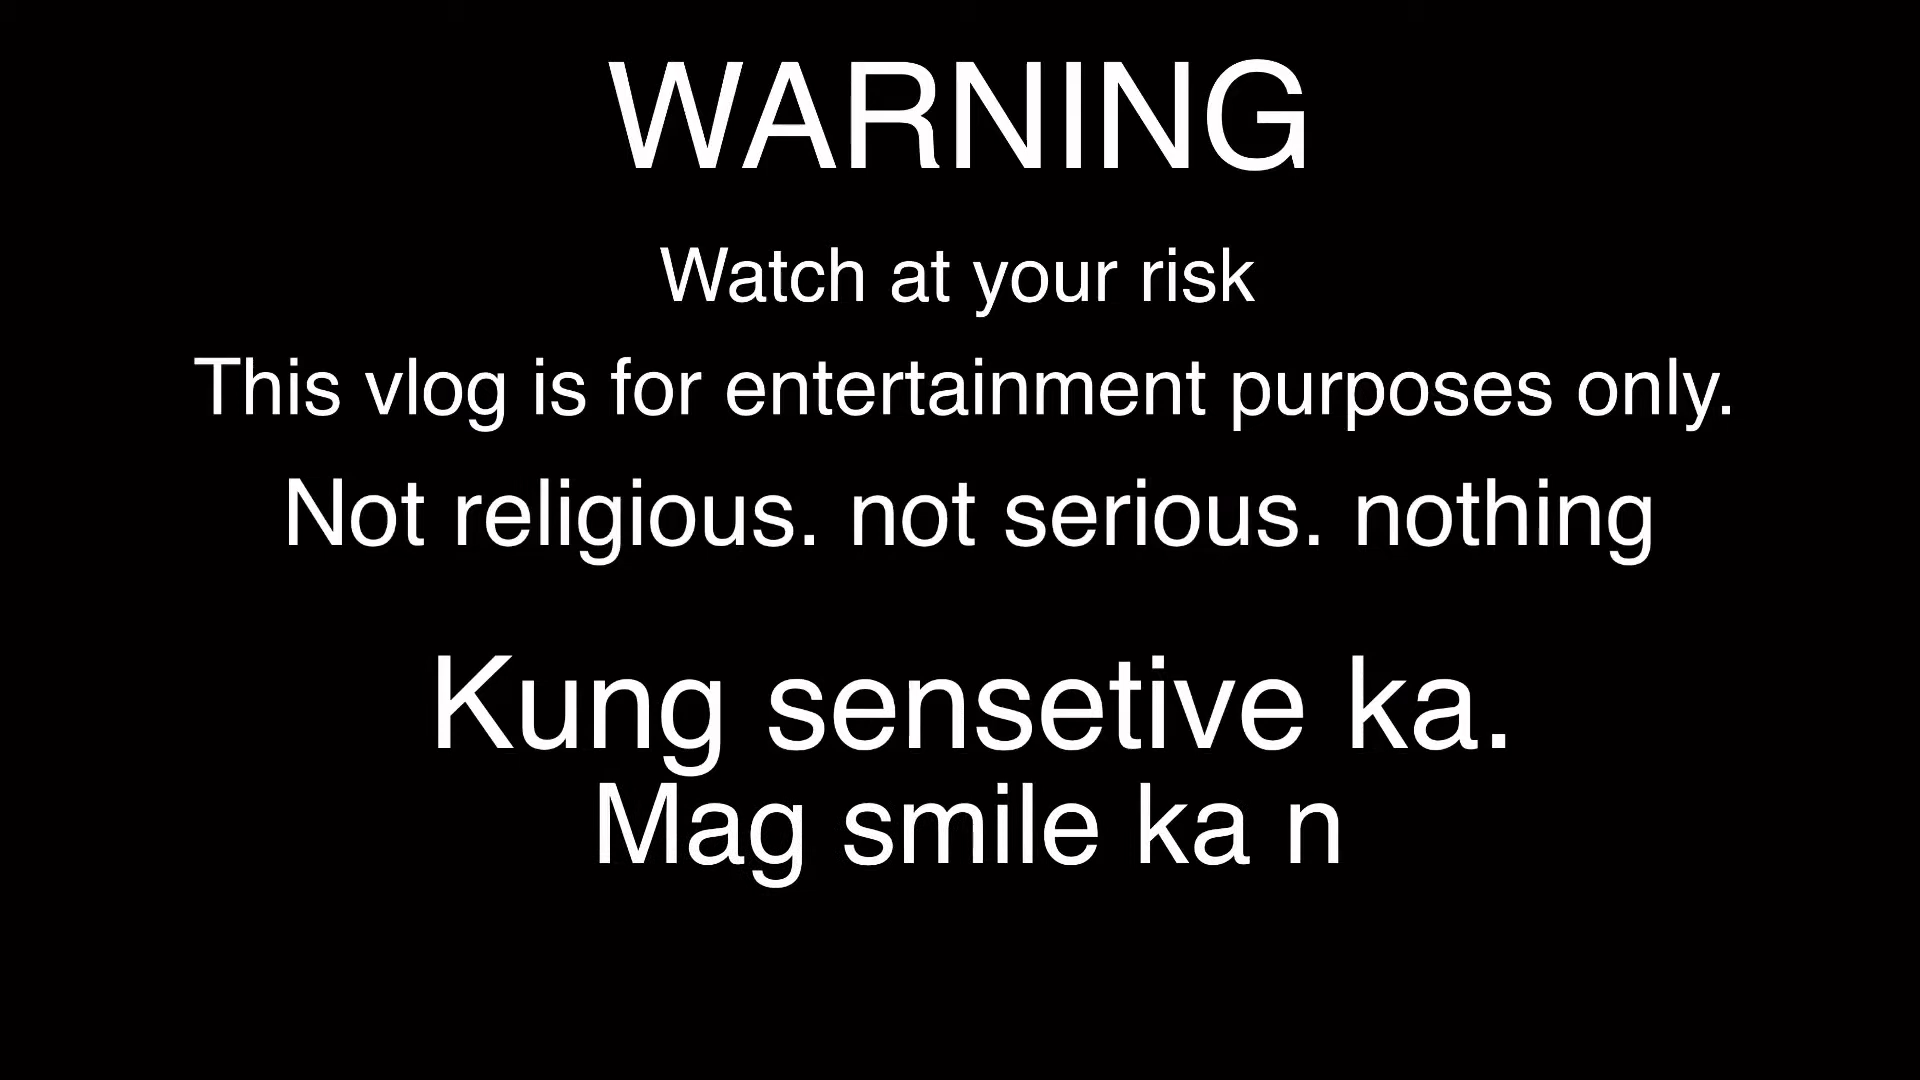 WARNING
Watch at your risk
This vlog is for entertainment purposes only.
Not religious. not serious. nothing
Kung sensetive ka.
Mag smile ka n